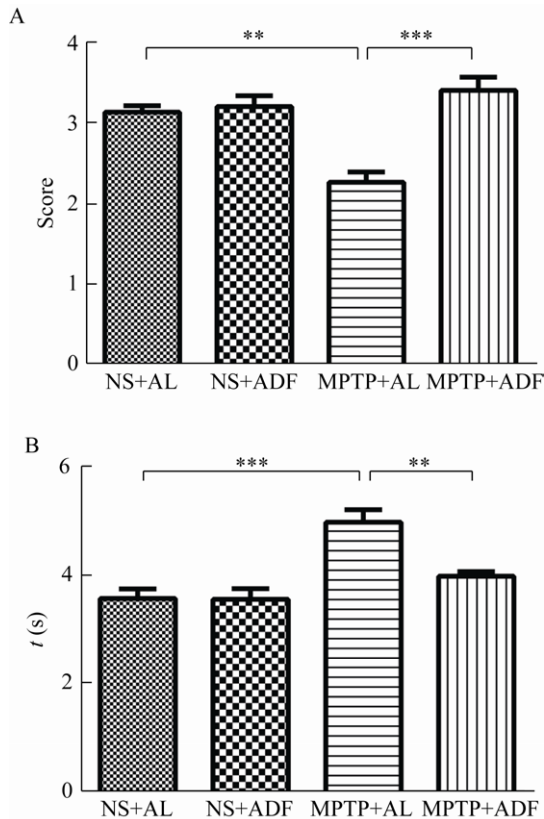 A
** ***
4
3
2
1
0
Score
NS+AL NS+ADF MPTP+AL MPTP+ADF
B
*** **
6
4
2
0
t (s)
NS+AL NS+ADF MPTP+AL MPTP+ADF